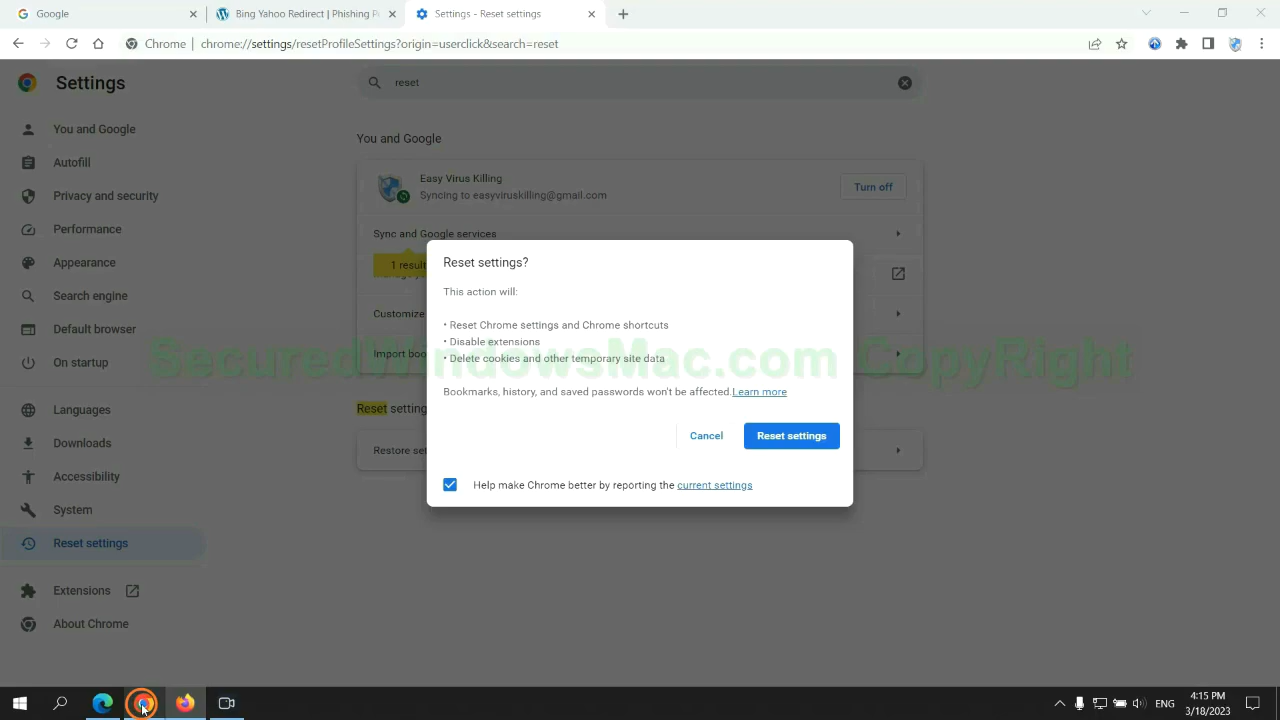 Google
Bing Yahoo Redirect | Phishing P
Settings - Reset settings
Chrome | chrome://settings/resetProfileSettings?origin=userclick&search=reset
Settings
reset
You and Google
Autofill
Privacy and security
Performance
Appearance
Search engine
Default browser
On startup
Languages
Downloads
Accessibility
System
Reset settings
Extensions
About Chrome
You and Google
Easy Virus Killing
Syncing to easyviruskilling@gmail.com
Turn off
Sync and Google services
1 result
Customize
Import boo
Reset setting
Restore set
Reset settings?
This action will:
• Reset Chrome settings and Chrome shortcuts
• Disable extensions
• Delete cookies and other temporary site data
Bookmarks, history, and saved passwords won't be affected. Learn more
Cancel
Reset settings
Help make Chrome better by reporting the current settings
SecuredWindowsMac.com CopyRight
ENG
4:15 PM
3/18/2023